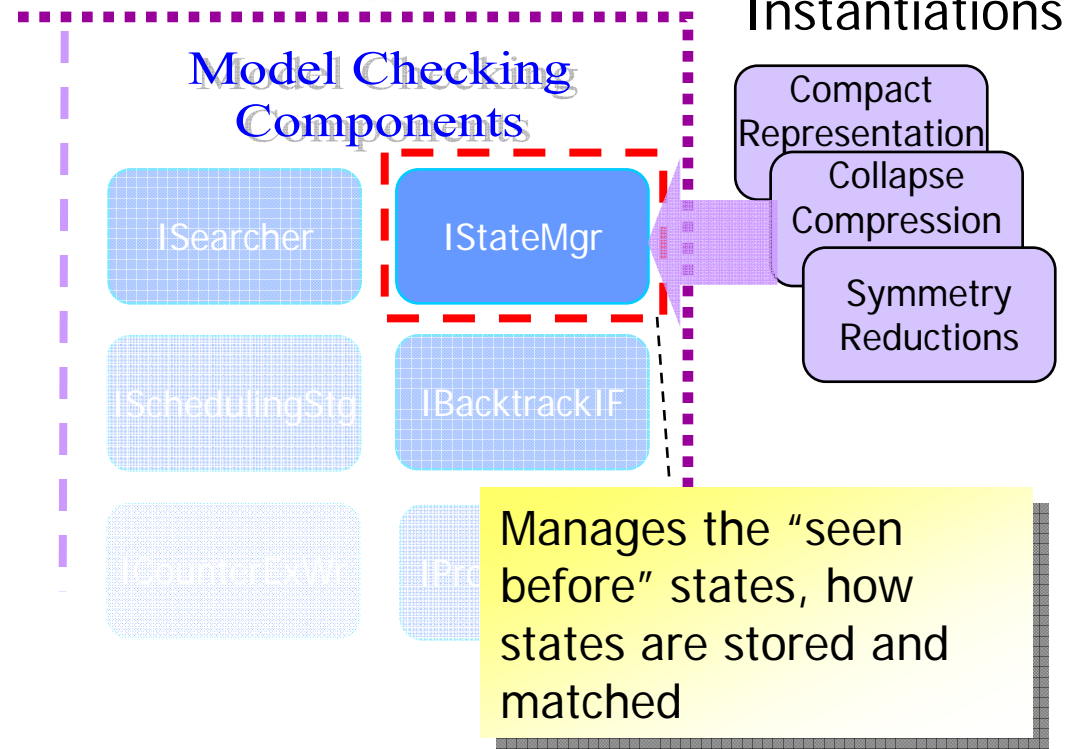 Instantiations
Model Checking
Components
Compact
Representation
Collapse
Compression
Symmetry
Reductions
ISearcher
IStateMgr
ISchedulingStg
IBacktrackIF
Manages the “seen
before” states, how
states are stored and
matched